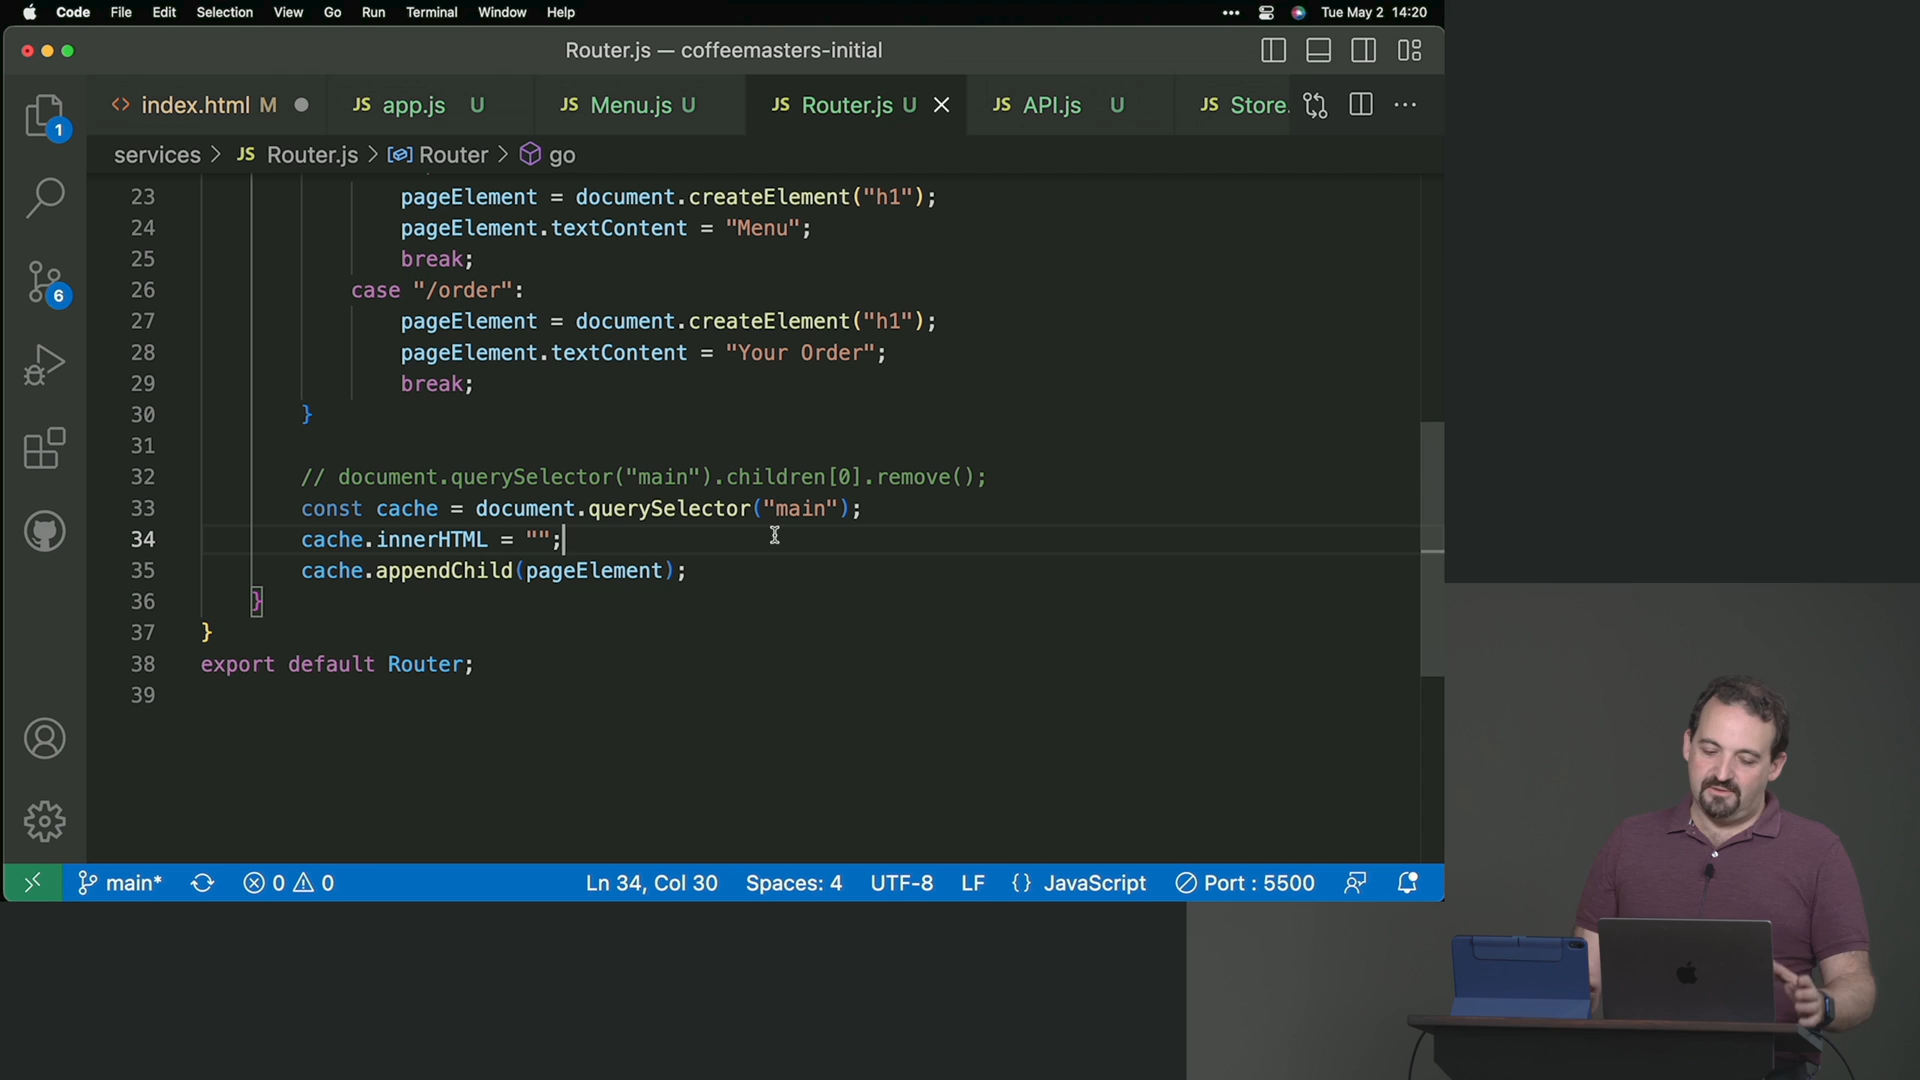 Code File Edit Selection View Go Run Terminal Window Help ••• Tue May 2 14:20
Router.js — coffeemasters-initial
<> index.html M JS app.js U JS Menu.js U JS Router.js U JS API.js U JS Store. ···
1
services > JS Router.js > Router > go
23 pageElement = document.createElement("h1");
24 pageElement.textContent = "Menu";
25 break;
26 case "/order":
6
27 pageElement = document.createElement("h1");
28 pageElement.textContent = "Your Order";
29 break;
30 }
31
32 // document.querySelector("main").children[0].remove();
33 const cache = document.querySelector("main");
34 cache.innerHTML = "";
35 cache.appendChild(pageElement);
36 }
37 }
38 export default Router;
39
main* 0 0 Ln 34, Col 30 Spaces: 4 UTF-8 LF {} JavaScript Port : 5500